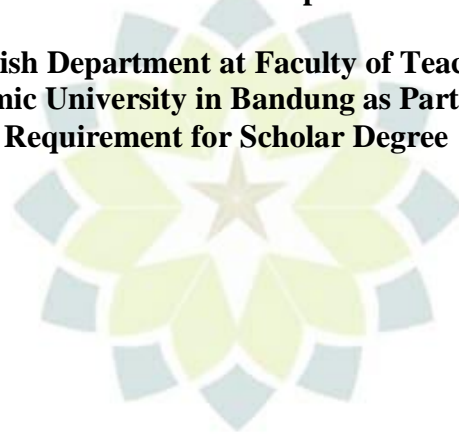 ish Department at Faculty of Teac
mic University in Bandung as Part
Requirement for Scholar Degree